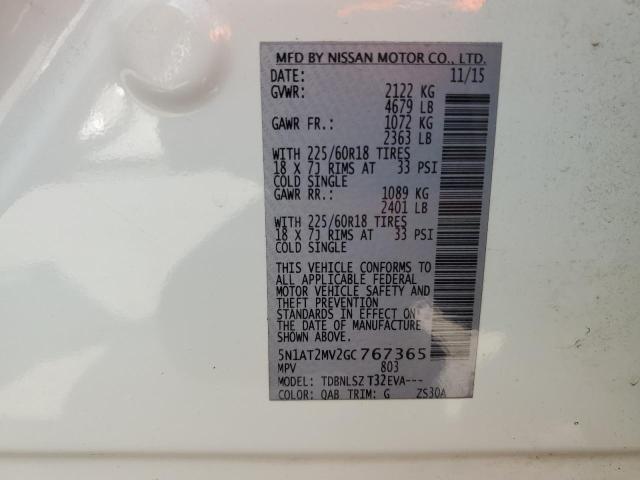 MFD BY NISSAN MOTOR CO., LTD.
DATE: 11/15
GVWR: 2122 KG
4679 LB
GAWR FR.: 1072 KG
2363 LB
WITH 225/60R18 TIRES
18 X 7J RIMS AT 33 PSI
COLD SINGLE
GAWR RR.: 1089 KG
2401 LB
WITH 225/60R18 TIRES
18 X 7J RIMS AT 33 PSI
COLD SINGLE
THIS VEHICLE CONFORMS TO
ALL APPLICABLE FEDERAL
MOTOR VEHICLE SAFETY AND
THEFT PREVENTION
STANDARDS IN EFFECT ON
THE DATE OF MANUFACTURE
SHOWN ABOVE.
5N1AT2MV2GC767365
MPV 803
MODEL: TDBNLSZ T32EVA---
COLOR: QAB TRIM: G ZS30A